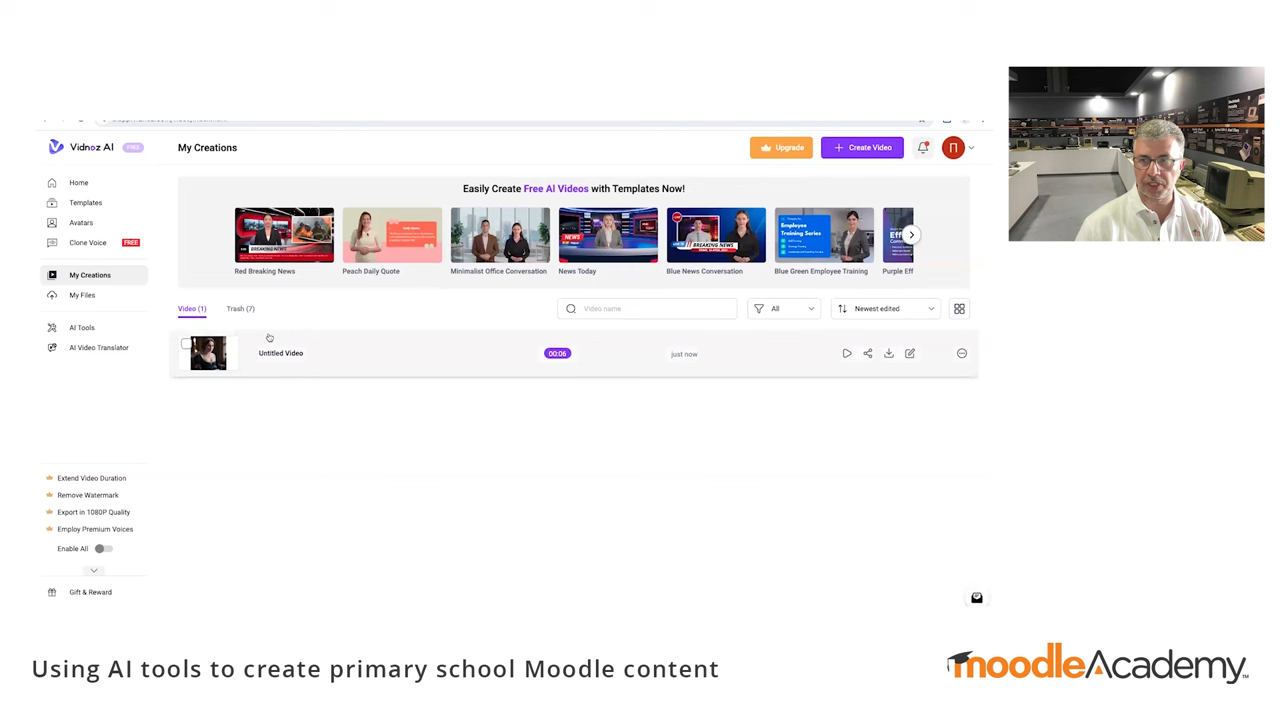 Vidnoz AI FREE
My Creations
Upgrade
Create Video
П
Home
Templates
Avatars
Clone Voice FREE
My Creations
My Files
AI Tools
AI Video Translator
Easily Create Free AI Videos with Templates Now!
Red Breaking News
Peach Daily Quote
Minimalist Office Conversation
News Today
Blue News Conversation
Blue Green Employee Training
Purple Eff
Video (1)
Trash (7)
Video name
All
Newest edited
Untitled Video
00:06
just now
Extend Video Duration
Remove Watermark
Export in 1080P Quality
Employ Premium Voices
Enable All
Gift & Reward
Using AI tools to create primary school Moodle content
moodleAcademy TM